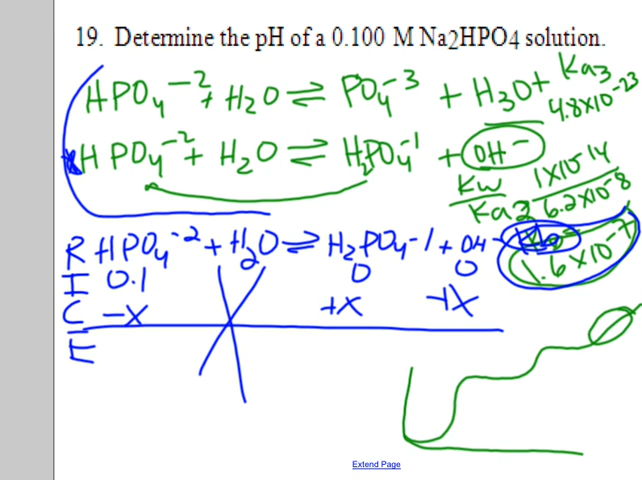 19. Determine the pH of a 0.100 M Na2HPO4 solution.
HPO₄⁻² + H₂O ⇌ PO₄⁻³ + H₃O+ Ka3
4.8x10⁻²³
HPO₄⁻² + H₂O ⇌ H₂PO₄⁻¹ + OH⁻
Kw 1x10⁻¹⁴
Ka2 6.2x10⁻⁸
R HPO₄⁻² + H₂O ⇌ H₂PO₄⁻¹ + OH⁻
1.6x10⁻⁷
I 0.1 0 0
C -x +x +x
E
Extend Page